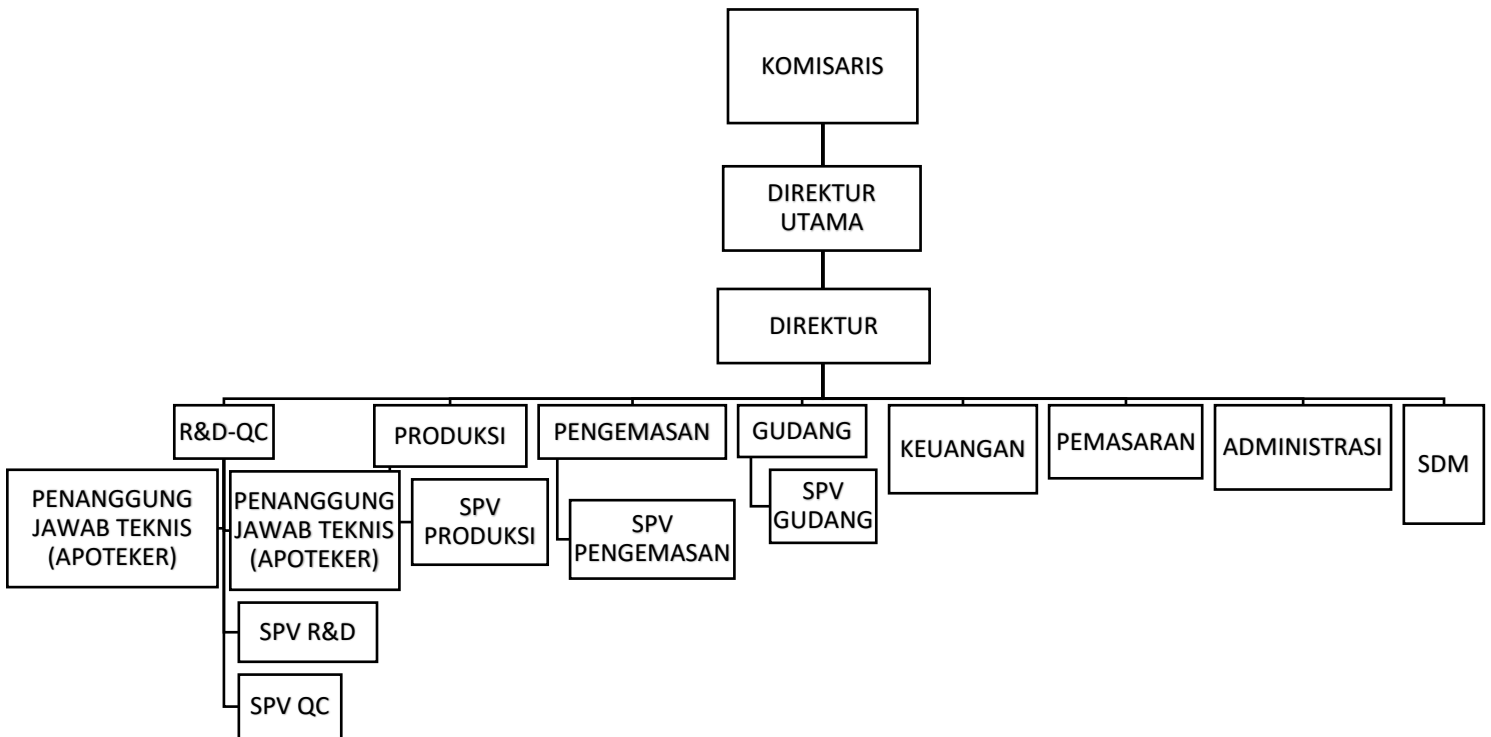 KOMISARIS
DIREKTUR
UTAMA
DIREKTUR
R&D-QC
PRODUKSI
PENGEMASAN
GUDANG
KEUANGAN
PEMASARAN
ADMINISTRASI
SDM
PENANGGUNG
JAWAB TEKNIS
(APOTEKER)
PENANGGUNG
JAWAB TEKNIS
(APOTEKER)
SPV
PRODUKSI
SPV
PENGEMASAN
SPV
GUDANG
SPV R&D
SPV QC